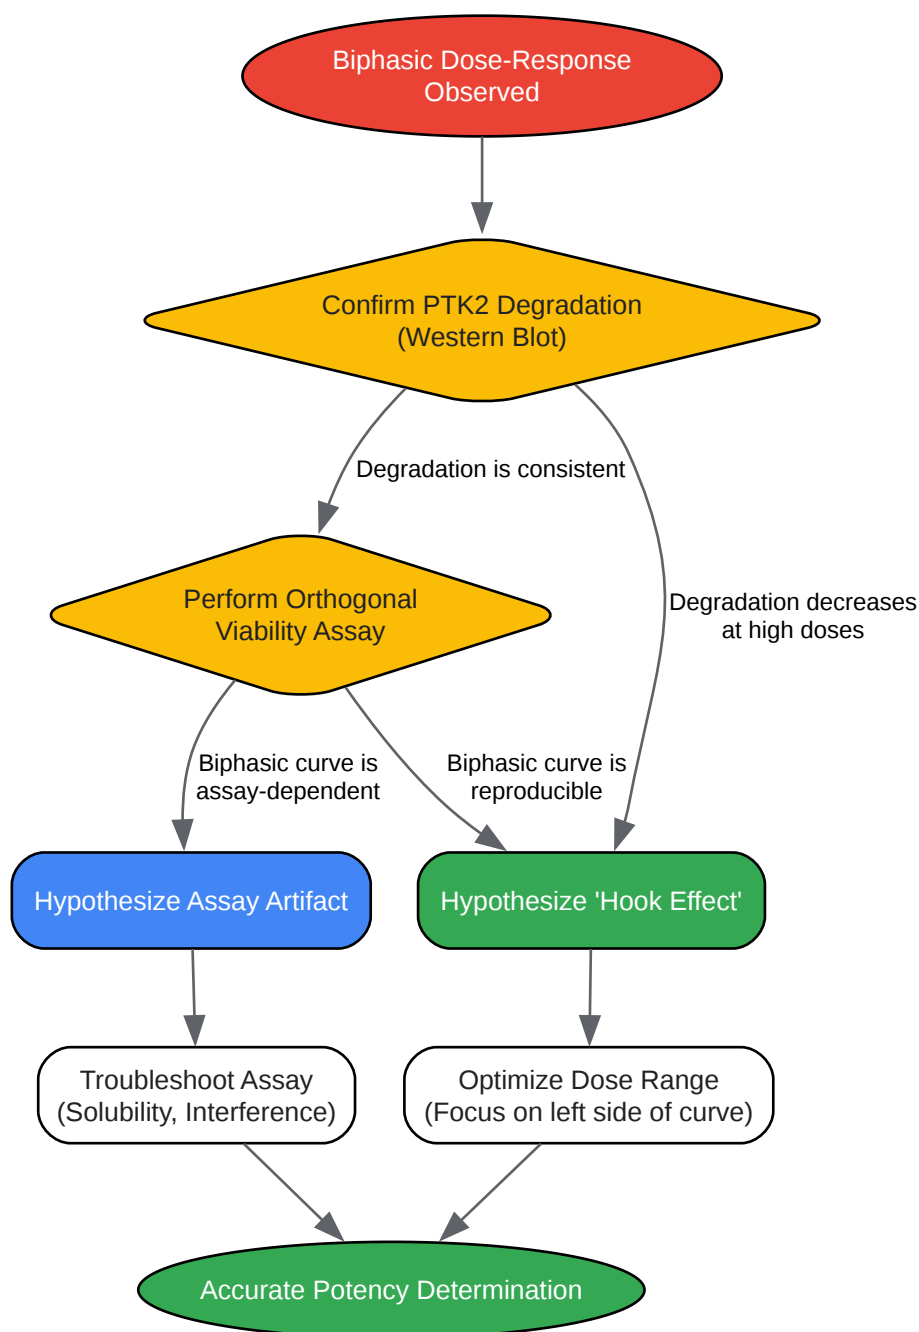 Biphasic Dose-Response
Observed
Confirm PTK2 Degradation
(Western Blot)
Degradation is consistent
Perform Orthogonal
Viability Assay
Degradation decreases
at high doses
Biphasic curve is
assay-dependent
Biphasic curve is
reproducible
Hypothesize Assay Artifact
Hypothesize 'Hook Effect'
Troubleshoot Assay
(Solubility, Interference)
Optimize Dose Range
(Focus on left side of curve)
Accurate Potency Determination